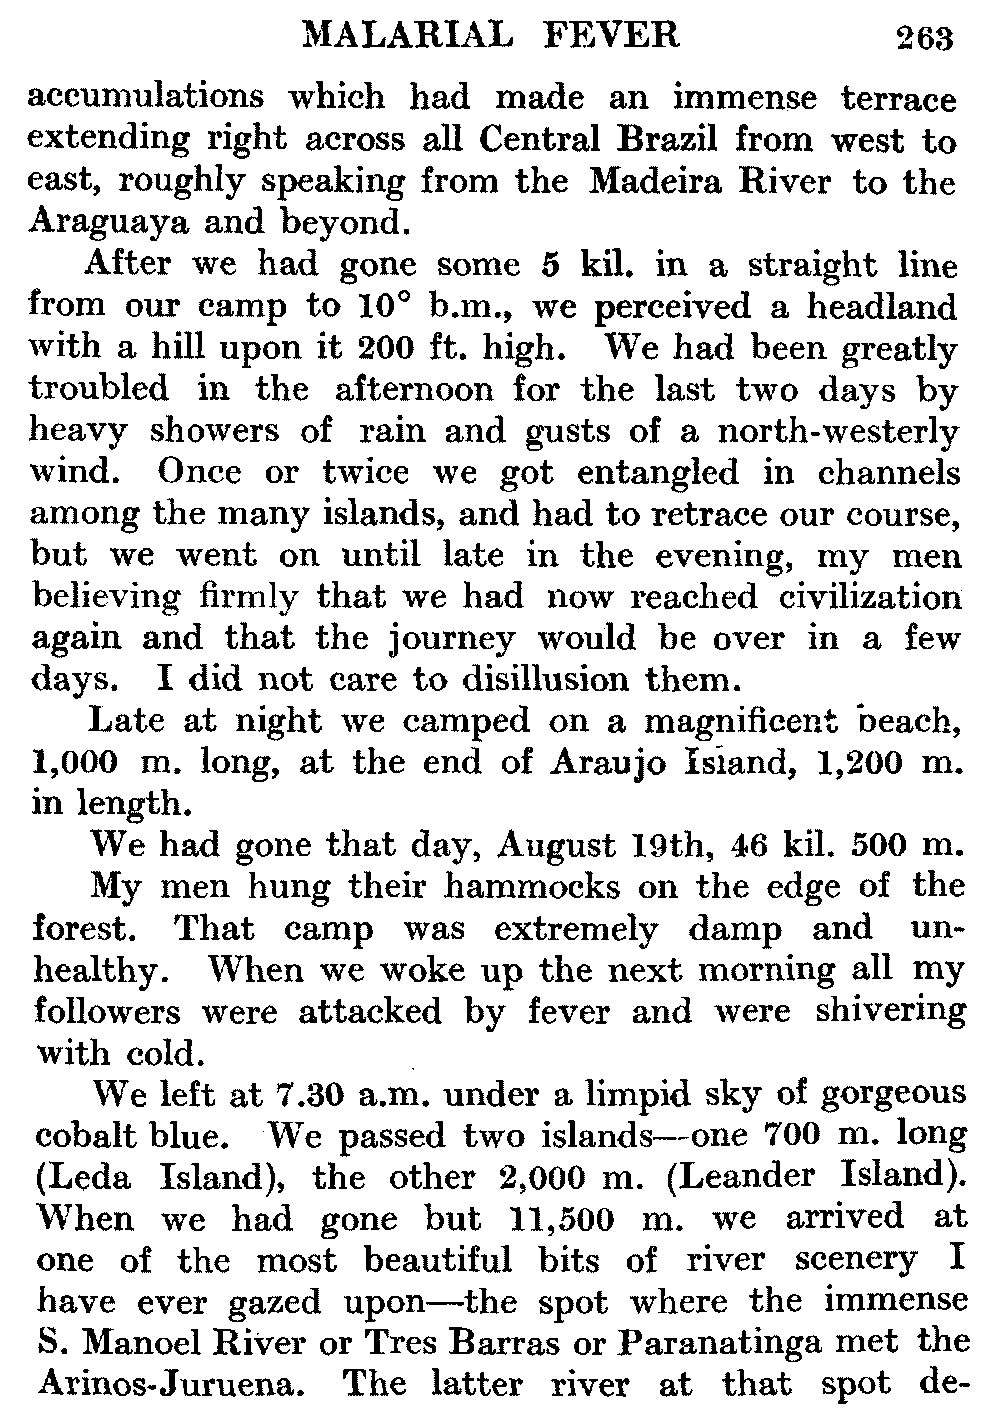 MALARIAL FEVER 263
accumulations which had made an immense terrace
extending right across all Central Brazil from west to
east, roughly speaking from the Madeira River to the
Araguaya and beyond.
After we had gone some 5 kil. in a straight line
from our camp to 10° b.m., we perceived a headland
with a hill upon it 200 ft. high. We had been greatly
troubled in the afternoon for the last two days by
heavy showers of rain and gusts of a north-westerly
wind. Once or twice we got entangled in channels
among the many islands, and had to retrace our course,
but we went on until late in the evening, my men
believing firmly that we had now reached civilization
again and that the journey would be over in a few
days. I did not care to disillusion them.
Late at night we camped on a magnificent beach,
1,000 m. long, at the end of Araujo Island, 1,200 m.
in length.
We had gone that day, August 19th, 46 kil. 500 m.
My men hung their hammocks on the edge of the
forest. That camp was extremely damp and un-
healthy. When we woke up the next morning all my
followers were attacked by fever and were shivering
with cold.
We left at 7.30 a.m. under a limpid sky of gorgeous
cobalt blue. We passed two islands—one 700 m. long
(Leda Island), the other 2,000 m. (Leander Island).
When we had gone but 11,500 m. we arrived at
one of the most beautiful bits of river scenery I
have ever gazed upon—the spot where the immense
S. Manoel River or Tres Barras or Paranatinga met the
Arinos-Juruena. The latter river at that spot de-